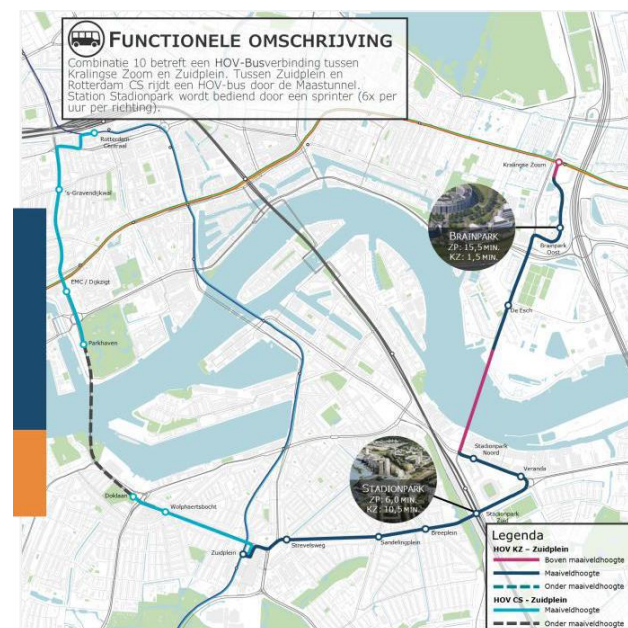 FUNCTIONELE OMSCHRIJVING
Combinatie 10 betreft een HOV-Busverbinding tussen
Kralingse Zoom en Zuidplein. Tussen Zuidplein en
Rotterdam CS rijdt een HOV-bus door de Maastunnel.
Station Stadionpark wordt bediend door een sprinter (6x per
uur per richting).
Rotterdam
Centraal
Kralingse Zoom
's-Gravendijkwal
BRAINPARK
ZP: 15,5 MIN.
KZ: 1,5 MIN.
Brainpark
Oost
EMC / Dijkzigt
De Esch
Parkhaven
Stadionpark
Noord
Veranda
STADIONPARK
ZP: 6,0 MIN.
KZ: 10,5 MIN.
Doklaan
Wolphaertsbocht
Stadionpark
Zuid
Breeplein
Sandelingplein
Strevelsweg
Zuidplein
Legenda
HOV KZ – Zuidplein
Boven maaiveldhoogte
Maaiveldhoogte
Onder maaiveldhoogte
HOV CS - Zuidplein
Maaiveldhoogte
Onder maaiveldhoogte